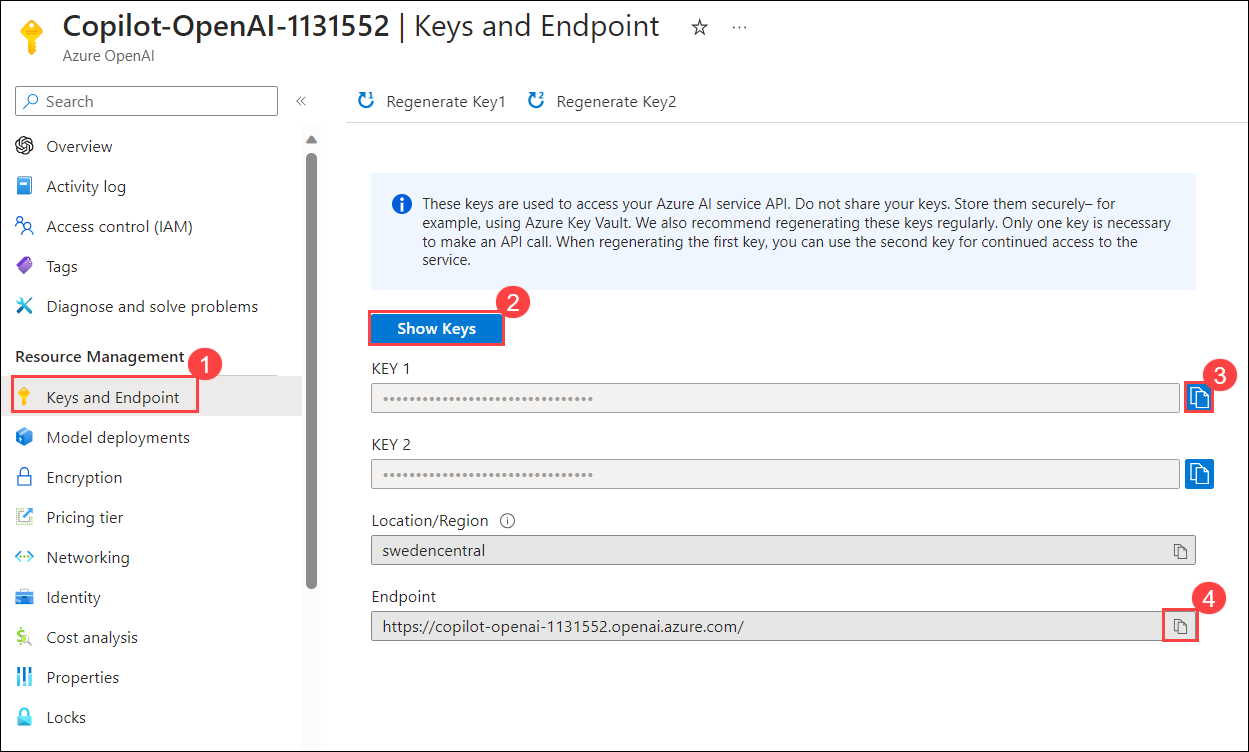 Copilot-OpenAI-1131552 | Keys and Endpoint
Azure OpenAI
Search
Overview
Activity log
Access control (IAM)
Tags
Diagnose and solve problems
Resource Management
1
Keys and Endpoint
Model deployments
Encryption
Pricing tier
Networking
Identity
Cost analysis
Properties
Locks
Regenerate Key1
Regenerate Key2
These keys are used to access your Azure AI service API. Do not share your keys. Store them securely– for
example, using Azure Key Vault. We also recommend regenerating these keys regularly. Only one key is necessary
to make an API call. When regenerating the first key, you can use the second key for continued access to the
service.
2
Show Keys
KEY 1
3
KEY 2
Location/Region
swedencentral
Endpoint
4
https://copilot-openai-1131552.openai.azure.com/